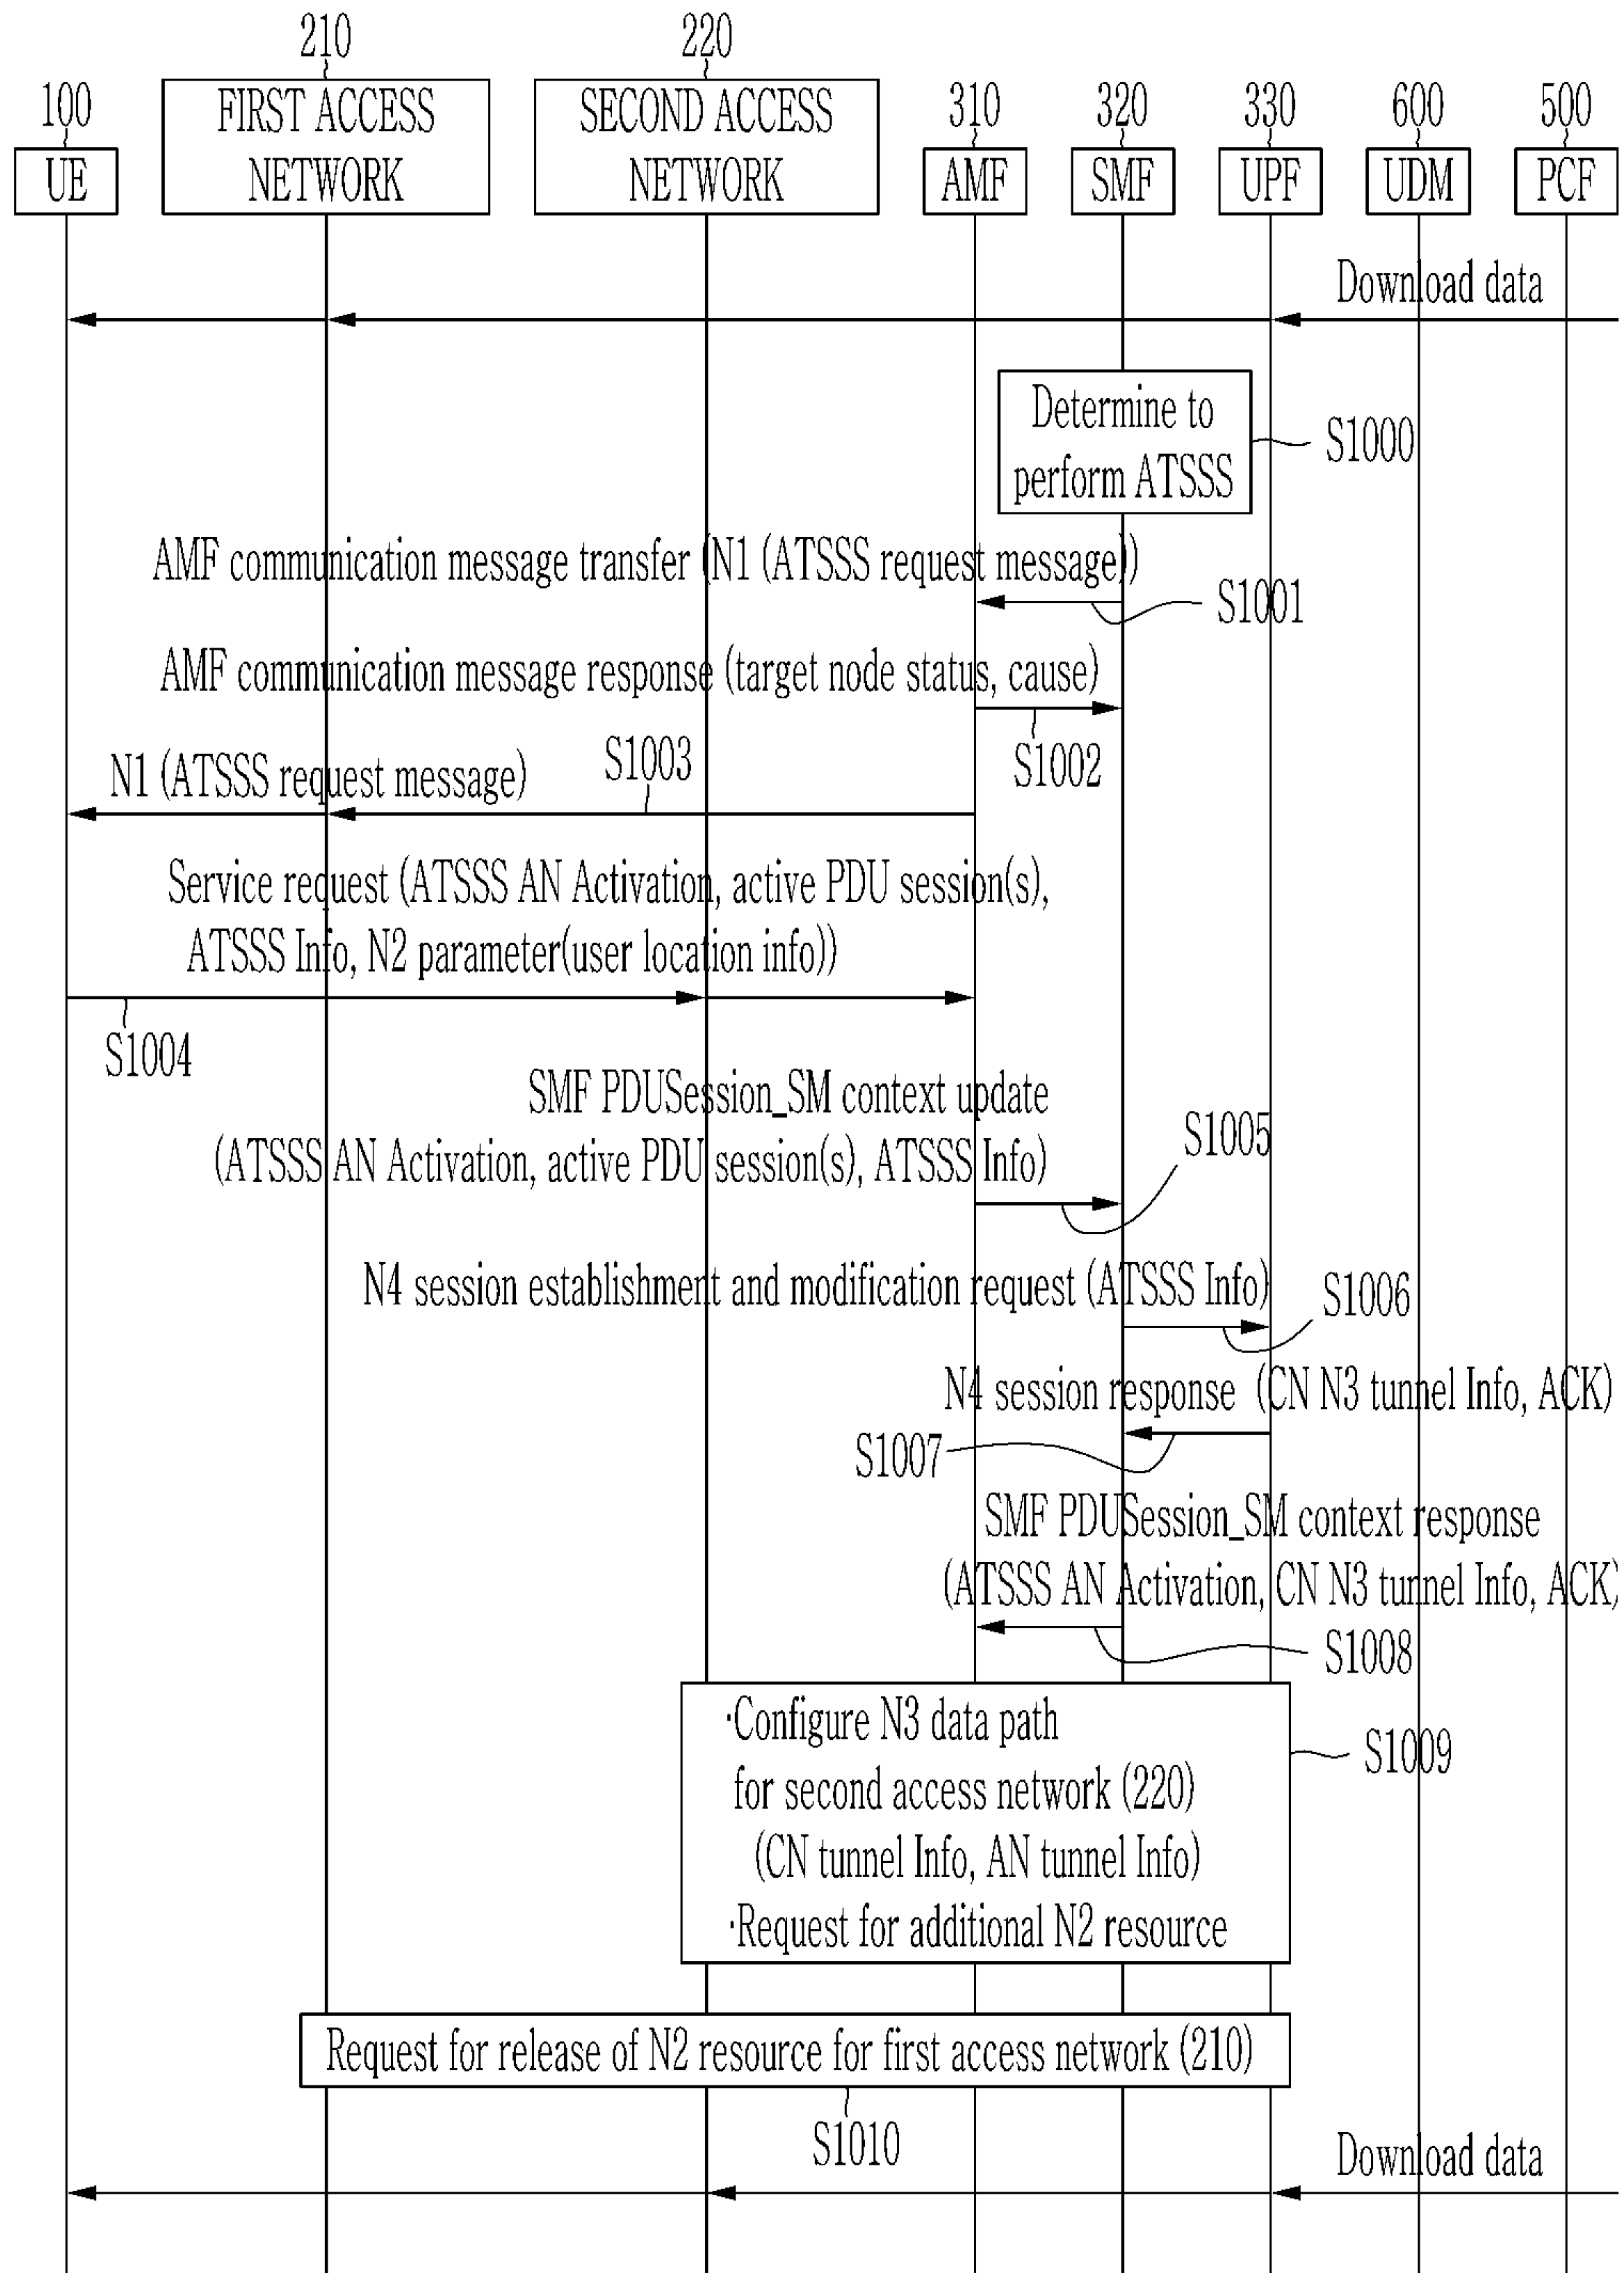 210
220
100
310
320
330
600
500
FIRST ACCESS
NETWORK
SECOND ACCESS
NETWORK
UE
AMF
SMF
UPF
UDM
PCF
Download data
Determine to
perform ATSSS
S1000
AMF communication message transfer (N1 (ATSSS request message))
S1001
AMF communication message response (target node status, cause)
S1002
N1 (ATSSS request message)
S1003
Service request (ATSSS AN Activation, active PDU session(s),
ATSSS Info, N2 parameter(user location info))
S1004
SMF PDUSession_SM context update
(ATSSS AN Activation, active PDU session(s), ATSSS Info)
S1005
N4 session establishment and modification request (ATSSS Info)
S1006
N4 session response (CN N3 tunnel Info, ACK)
S1007
SMF PDUSession_SM context response
(ATSSS AN Activation, CN N3 tunnel Info, ACK)
S1008
·Configure N3 data path
for second access network (220)
(CN tunnel Info, AN tunnel Info)
·Request for additional N2 resource
S1009
Request for release of N2 resource for first access network (210)
S1010
Download data